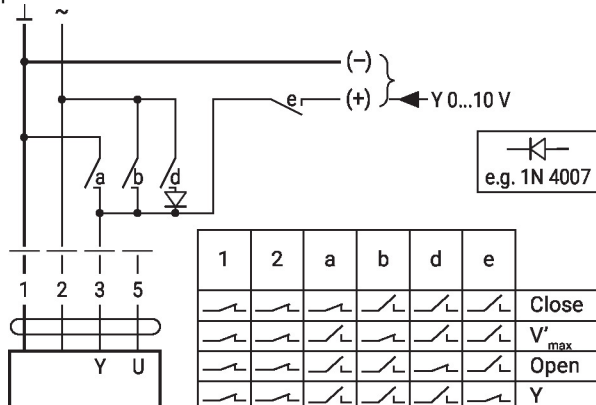 ⊥ ~
(–)
e (+) Y 0...10 V
a b d
e.g. 1N 4007
1 2 3 5
Y U
1 2 a b d e
Close
V'max
Open
Y